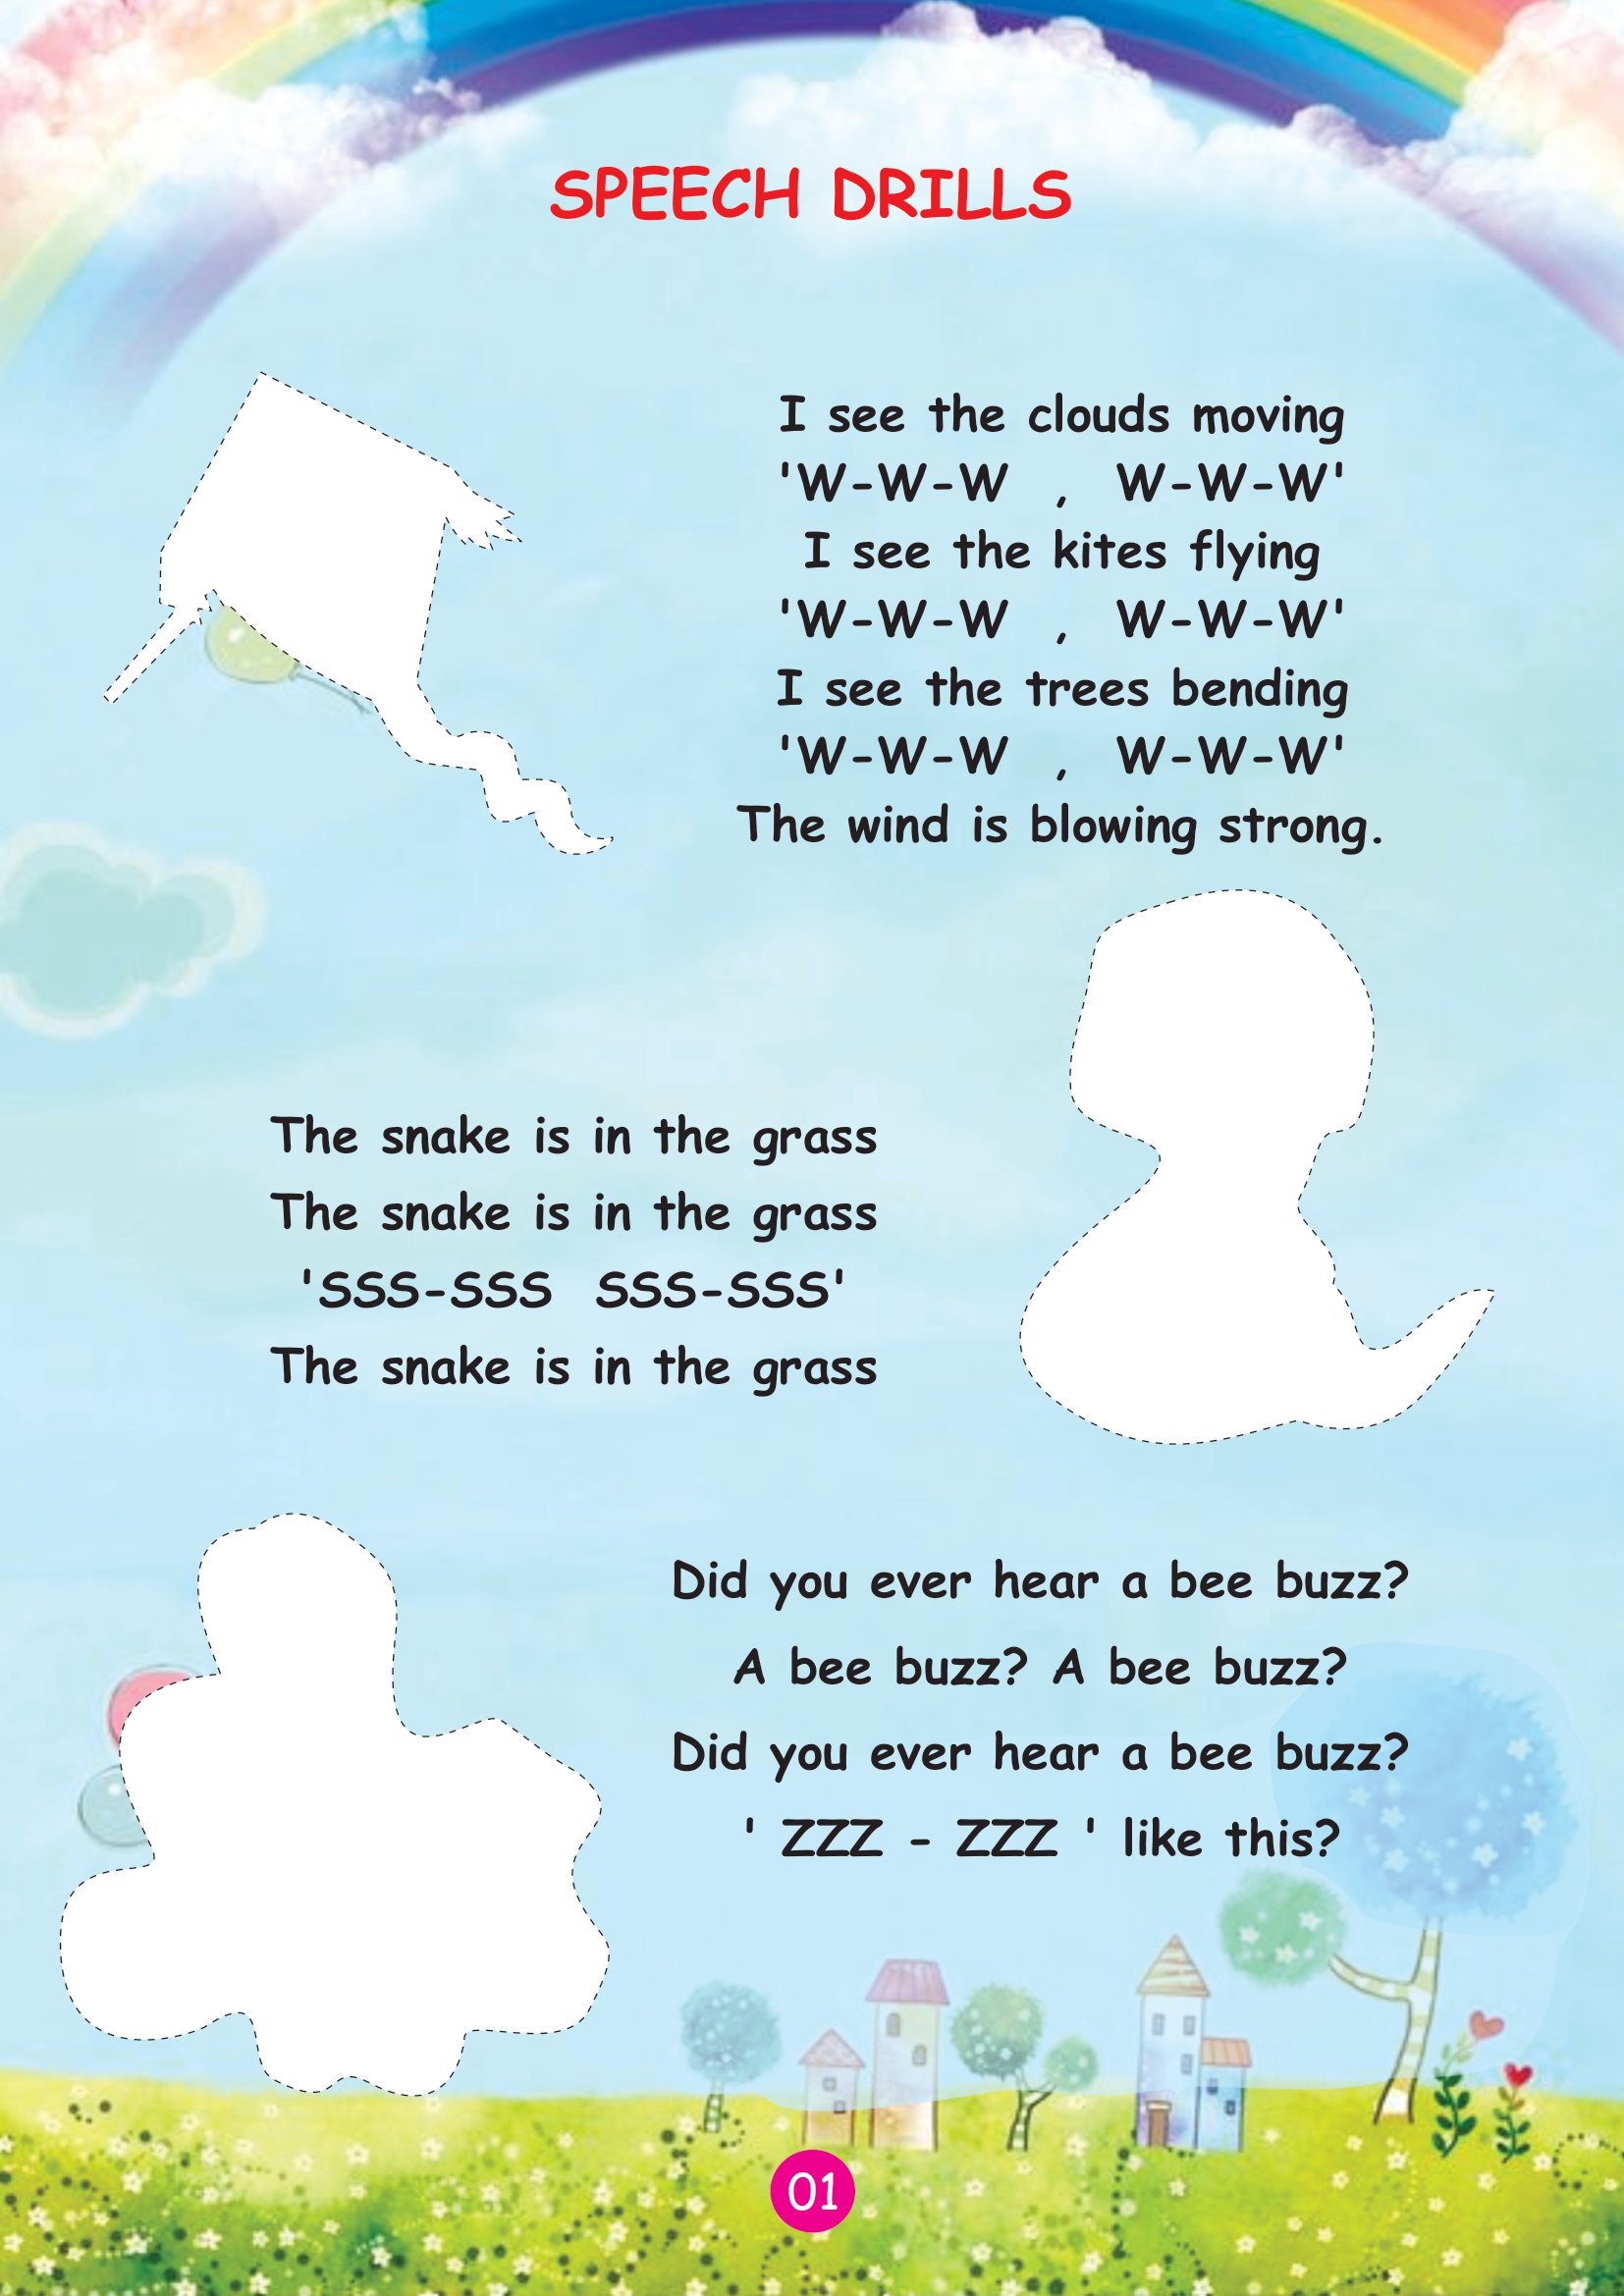 SPEECH DRILLS
I see the clouds moving
'W-W-W , W-W-W'
I see the kites flying
'W-W-W , W-W-W'
I see the trees bending
'W-W-W , W-W-W'
The wind is blowing strong.
The snake is in the grass
The snake is in the grass
'SSS-SSS SSS-SSS'
The snake is in the grass
Did you ever hear a bee buzz?
A bee buzz? A bee buzz?
Did you ever hear a bee buzz?
' ZZZ - ZZZ ' like this?
01